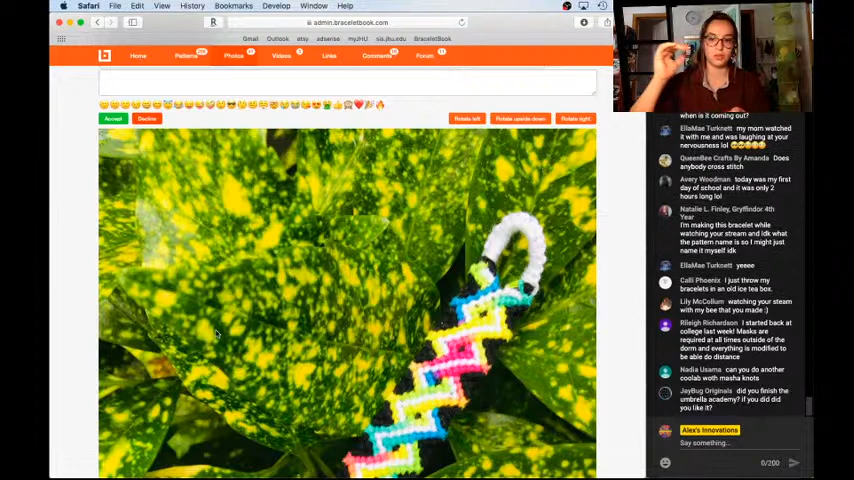 Safari File Edit View History Bookmarks Develop Window Help
admin.braceletbook.com
Gmail Outlook etsy adsense myJHU sis.jhu.edu BraceletBook
Home Patterns Photos Videos Links Comments Forum
Accept Decline Rotate left Rotate upside down Rotate right
when is it coming out?
EllaMae Turknett my mom watched
it with me and was laughing at your
nervousness lol 🥺🥺🥺🥺
QueenBee Crafts By Amanda Does
anybody cross stitch
Avery Woodman today was my first
day of school and it was only 2
hours long lol
Natalie L. Finley, Gryffindor 4th
Year
I'm making this bracelet while
watching your stream and idk what
the pattern name is so I might just
name it myself idk
EllaMae Turknett yeeee
Calli Phoenix I just throw my
bracelets in an old ice tea box.
Lily McCollum watching your steam
with my bee that you made :)
Rileigh Richardson I started back at
college last week! Masks are
required at all times outside of the
dorm and everything is modified to
be able do distance
Nadia Usama can you do another
coolab woth masha knots
JayBug Originals did you finish the
umbrella academy? if you did did
you like it?
Alex's Innovations
Say something...
0/200